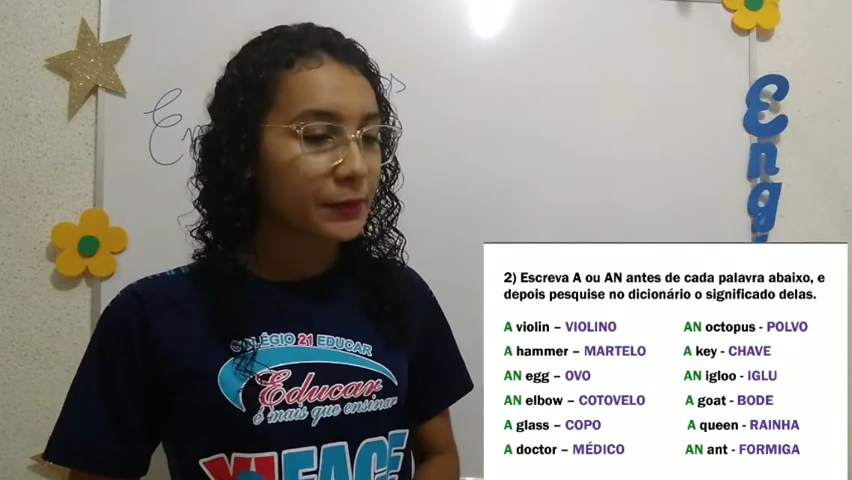 Eng
2) Escreva A ou AN antes de cada palavra abaixo, e
depois pesquise no dicionário o significado delas.
A violin – VIOLINO
A hammer – MARTELO
AN egg – OVO
AN elbow – COTOVELO
A glass – COPO
A doctor – MÉDICO
AN octopus - POLVO
A key - CHAVE
AN igloo - IGLU
A goat - BODE
A queen - RAINHA
AN ant - FORMIGA
COLÉGIO 21 EDUCAR
Educar
é mais que ensinar
XI FACE